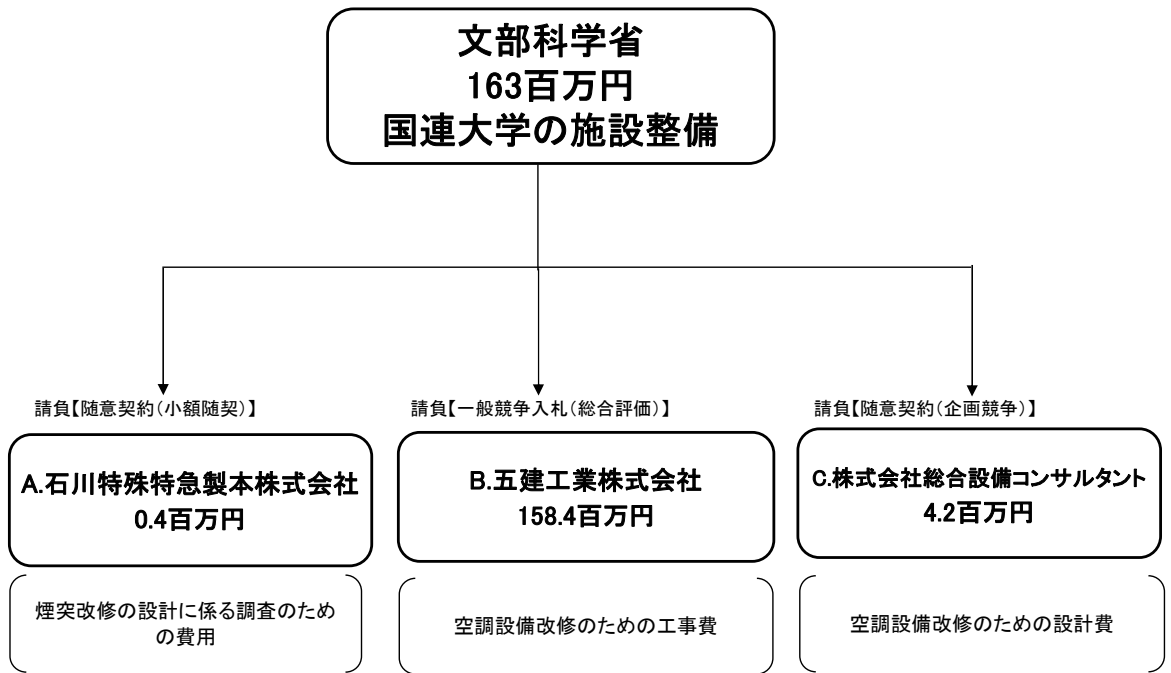 文部科学省
163百万円
国連大学の施設整備
請負【随意契約(小額随契)】
請負【一般競争入札(総合評価)】
請負【随意契約(企画競争)】
A.石川特殊特急製本株式会社
0.4百万円
B.五建工業株式会社
158.4百万円
C.株式会社総合設備コンサルタント
4.2百万円
煙突改修の設計に係る調査のため
の費用
空調設備改修のための工事費
空調設備改修のための設計費